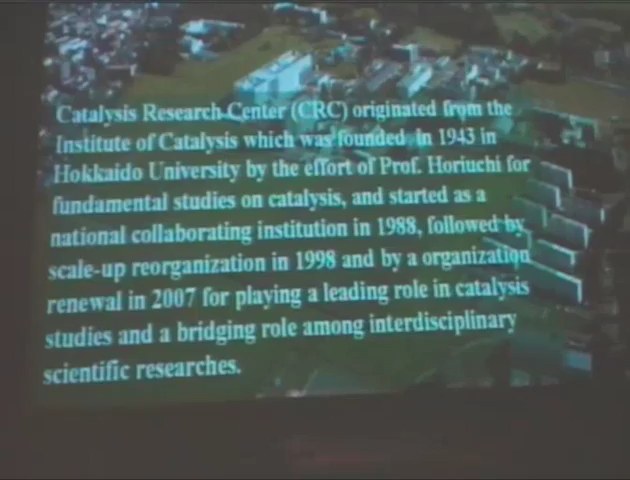 Catalysis Research Center (CRC) originated from the
Institute of Catalysis which was founded in 1943 in
Hokkaido University by the effort of Prof. Horiuchi for
fundamental studies on catalysis, and started as a
national collaborating institution in 1988, followed by
scale-up reorganization in 1998 and by a organization
renewal in 2007 for playing a leading role in catalysis
studies and a bridging role among interdisciplinary
scientific researches.